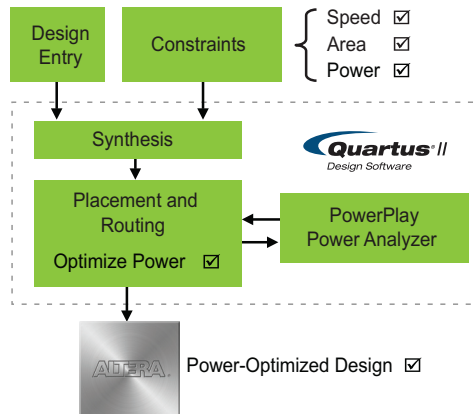 Design
Entry
Constraints
Speed ☑
Area ☑
Power ☑
Synthesis
Quartus® II
Design Software
Placement and
Routing
Optimize Power ☑
PowerPlay
Power Analyzer
ALTERA®
Power-Optimized Design ☑